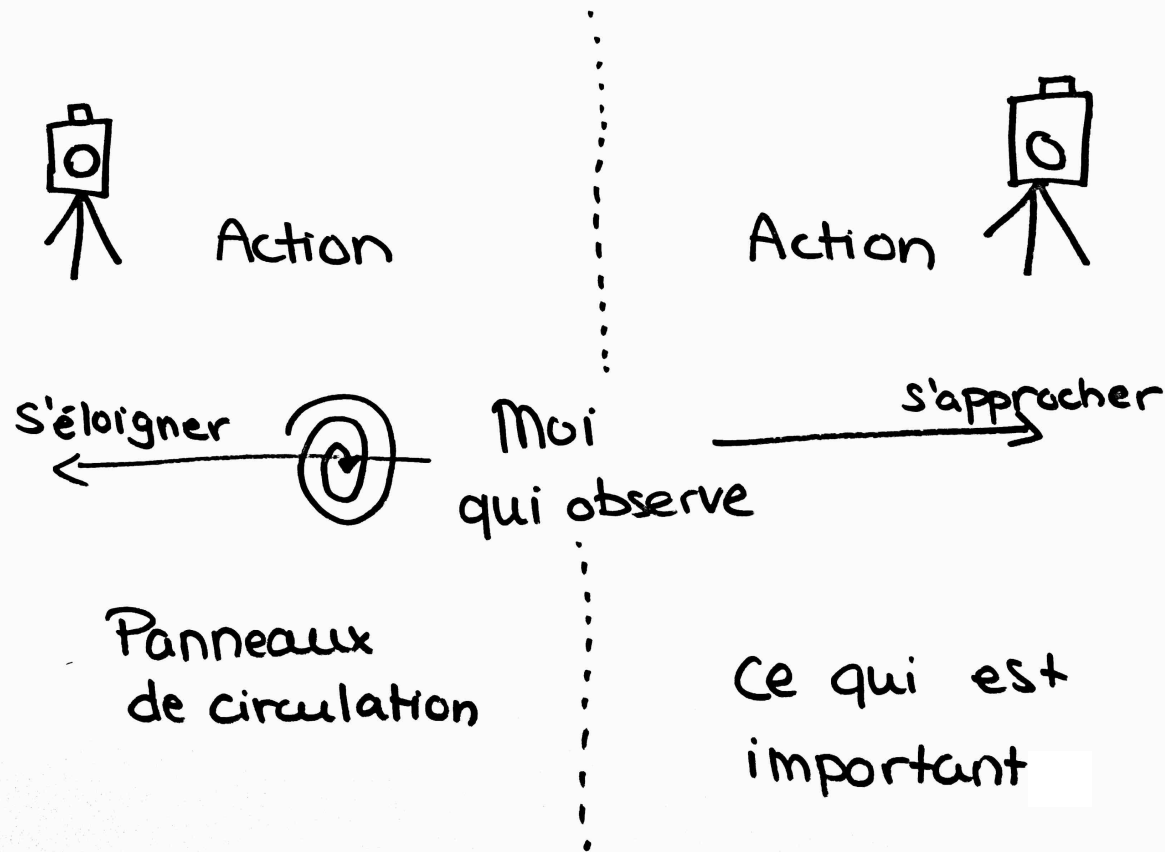 Action
Action
s'éloigner
s'approcher
Moi
qui observe
Panneaux
de circulation
Ce qui est
important